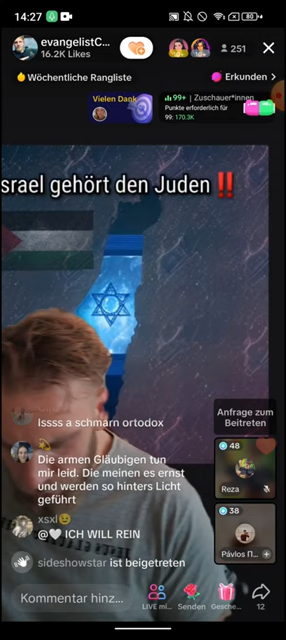 14:27
80
evangelistC...
16.2K Likes
251
Wöchentliche Rangliste
Erkunden >
Vielen Dank
99+ | Zuschauer*innen
Punkte erforderlich für
99: 170.3K
srael gehört den Juden ‼️
Issss a schmarn ortodox
Anfrage zum
Beitreten
Die armen Gläubigen tun
mir leid. Die meinen es ernst
und werden so hinters Licht
geführt
48
Reza
xsxl😉
@🤍 ICH WILL REIN
38
Pávlos Π...
sideshowstar ist beigetreten
Kommentar hinz...
LIVE mi...
Senden
Gesche...
12